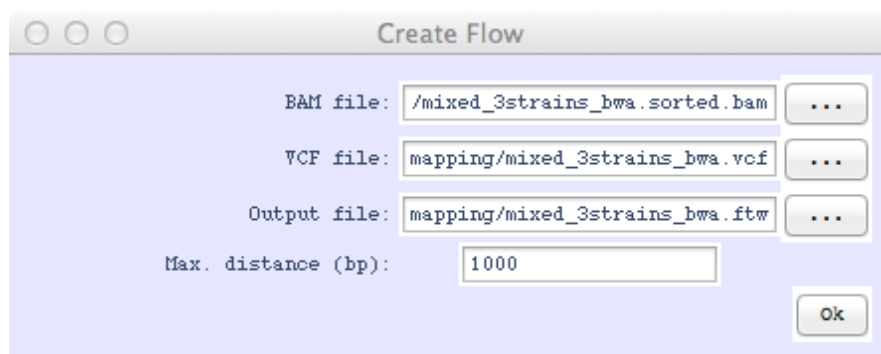 Create Flow
BAM file: /mixed_3strains_bwa.sorted.bam ...
VCF file: mapping/mixed_3strains_bwa.vcf ...
Output file: mapping/mixed_3strains_bwa.ftw ...
Max. distance (bp): 1000
Ok